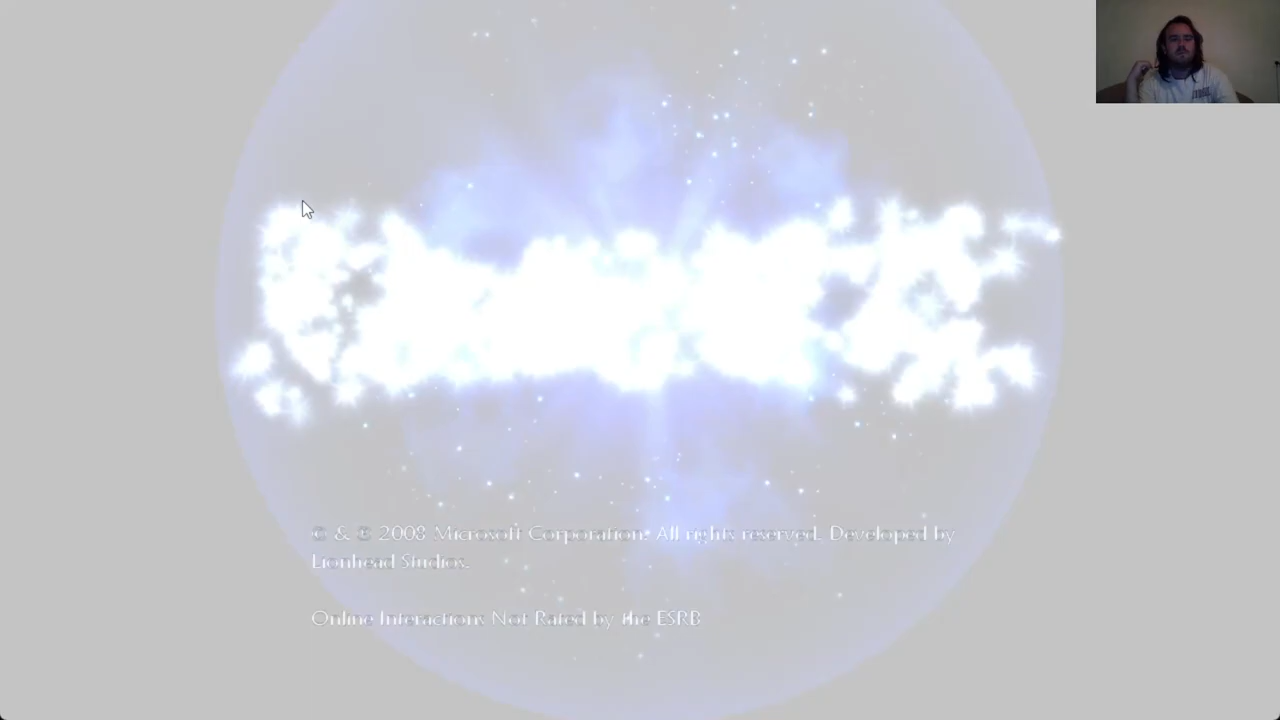 © & ℗ 2008 Microsoft Corporation. All rights reserved. Developed by
Lionhead Studios.
Online Interactions Not Rated by the ESRB